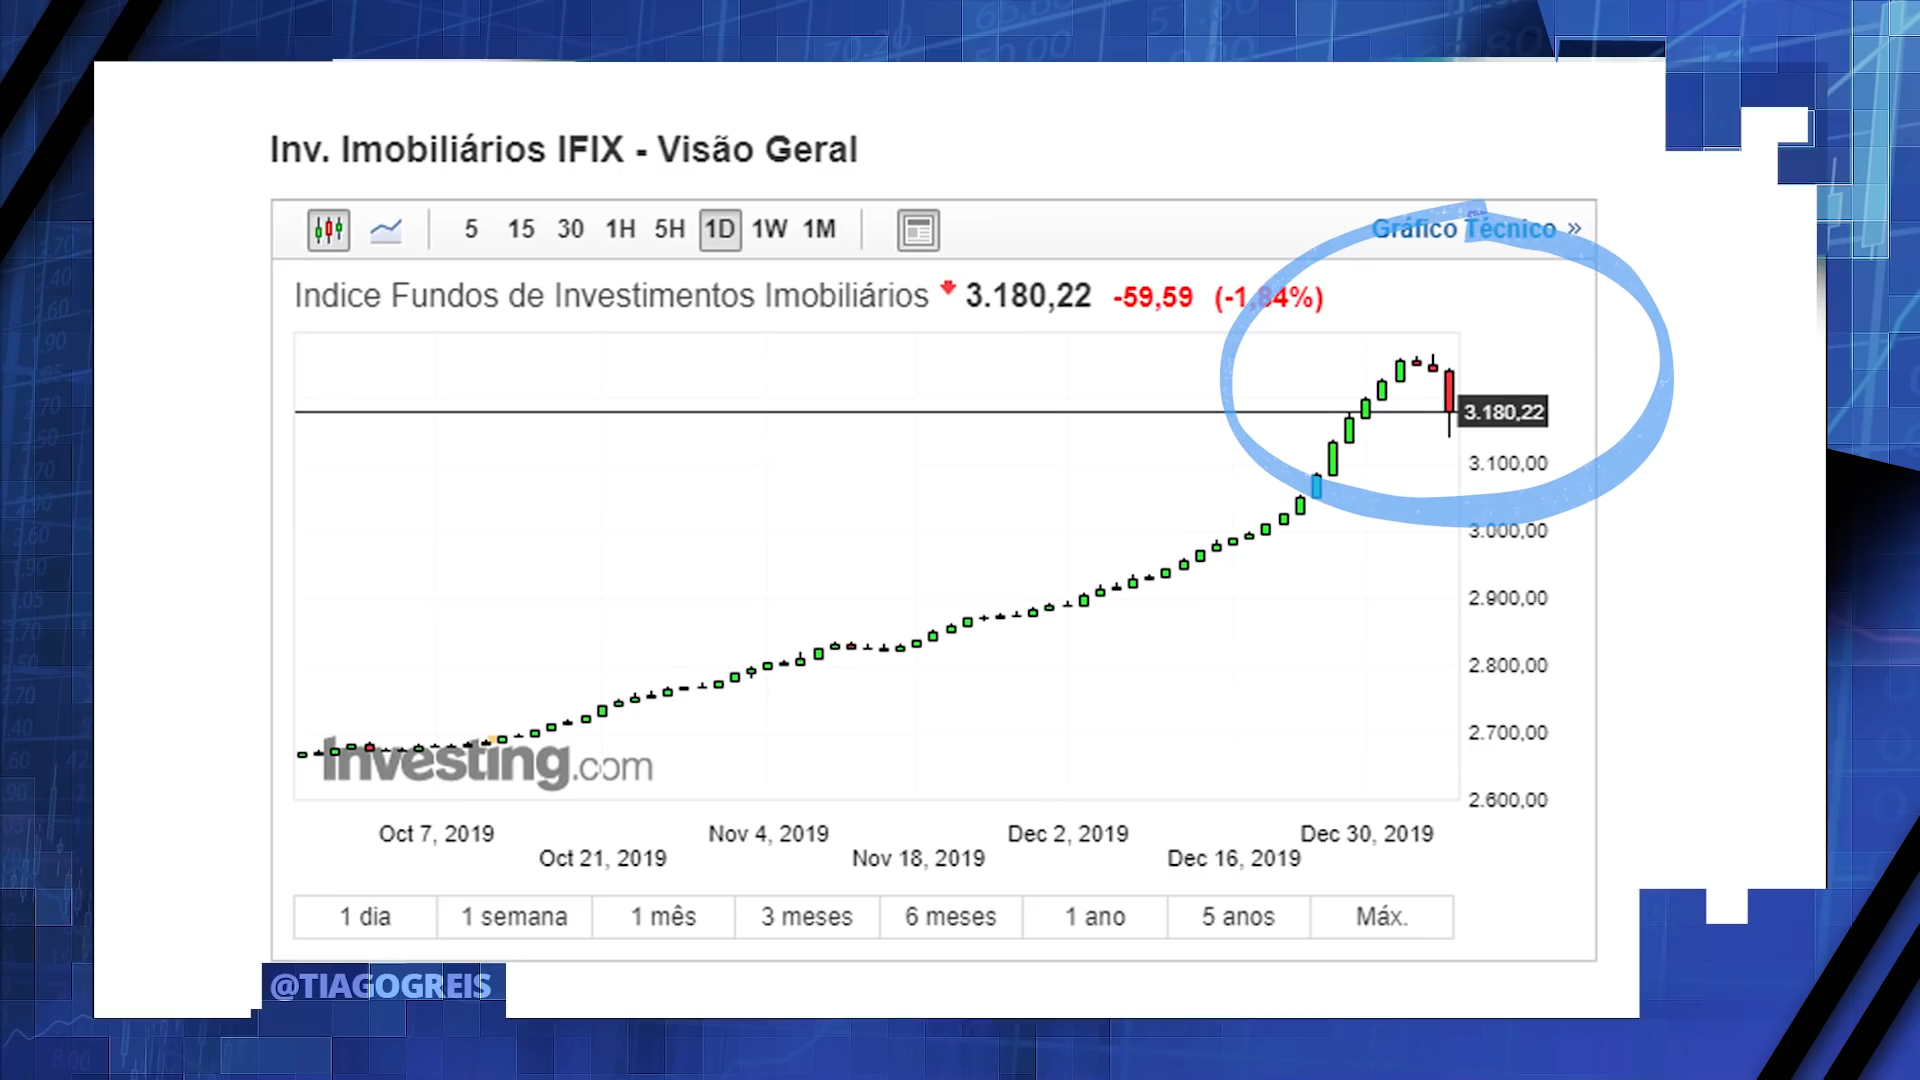 Inv. Imobiliários IFIX - Visão Geral
5 15 30 1H 5H 1D 1W 1M
Gráfico Técnico »
Indice Fundos de Investimentos Imobiliários 3.180,22 -59,59 (-1,84%)
3.180,22
3.100,00
3.000,00
2.900,00
2.800,00
2.700,00
2.600,00
Investing.com
Oct 7, 2019
Oct 21, 2019
Nov 4, 2019
Nov 18, 2019
Dec 2, 2019
Dec 16, 2019
Dec 30, 2019
1 dia 1 semana 1 mês 3 meses 6 meses 1 ano 5 anos Máx.
@TIAGOGREIS